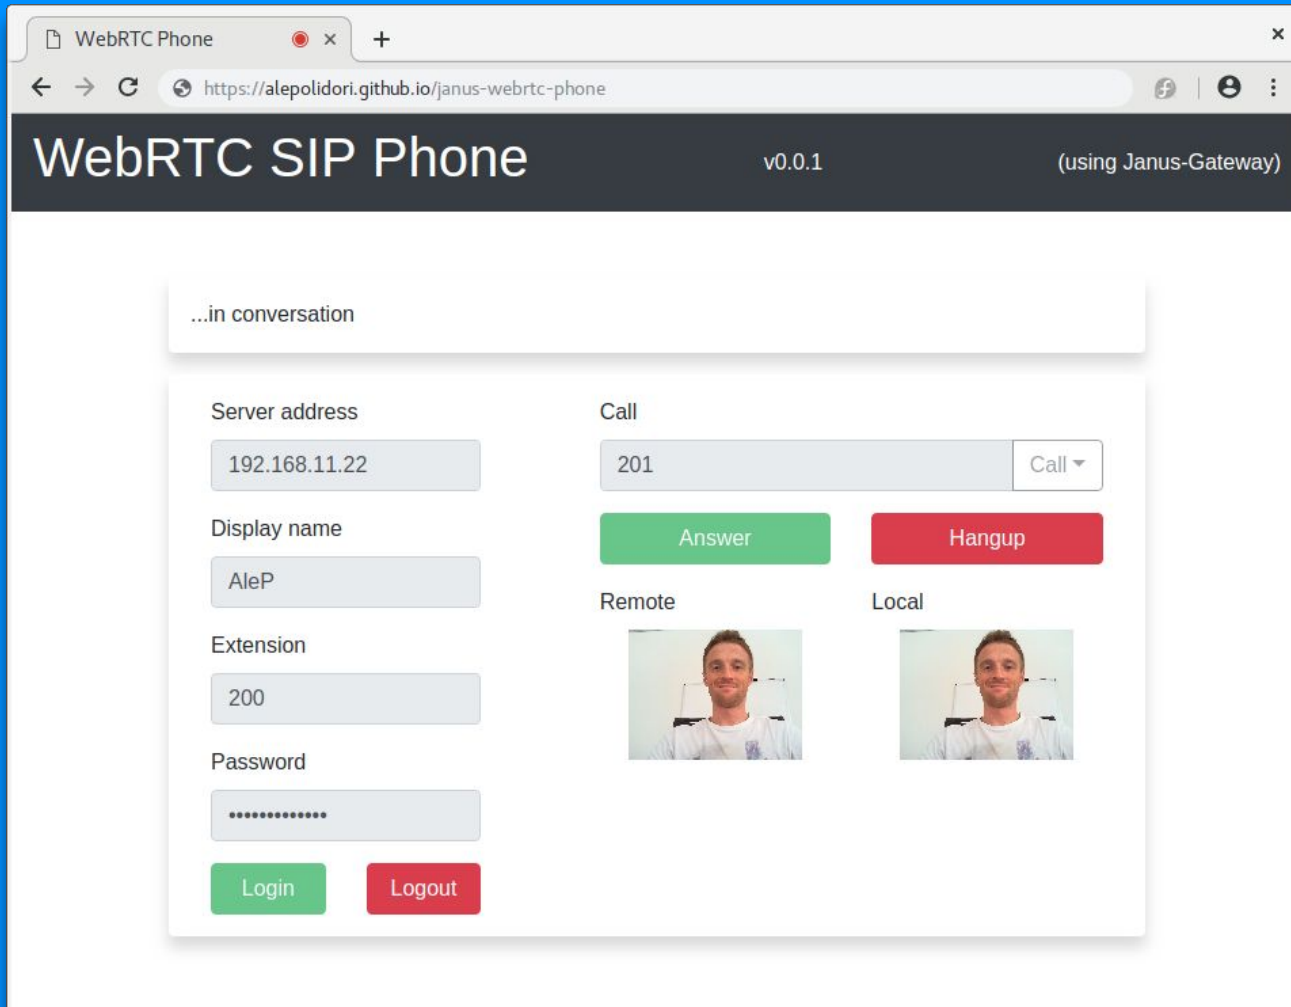 WebRTC Phone
https://alepolidori.github.io/janus-webrtc-phone
WebRTC SIP Phone v0.0.1 (using Janus-Gateway)
...in conversation
Server address
192.168.11.22
Display name
AleP
Extension
200
Password
•••••••••••••
Login Logout
Call
201 Call
Answer Hangup
Remote Local